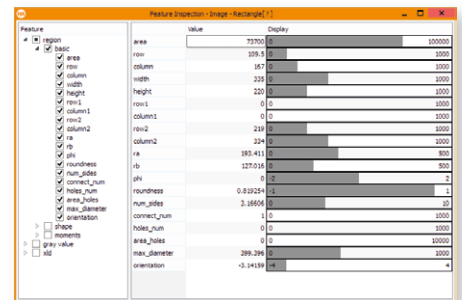 Feature Inspection - Image - Rectangle[ * ]
Feature
region
basic
area
row
column
width
height
row1
column1
row2
column2
ra
rb
phi
roundness
num_sides
connect_num
holes_num
area_holes
max_diameter
orientation
shape
moments
gray value
xld
Value Display
area 73700 0 100000
row 109.5 0 1000
column 167 0 1000
width 335 0 1000
height 220 0 1000
row1 0 0 1000
column1 0 0 1000
row2 219 0 1000
column2 334 0 1000
ra 193.411 0 500
rb 127.016 0 500
phi 0 -2 2
roundness 0.819254 -1 1
num_sides 3.16606 0 10
connect_num 1 0 1000
holes_num 0 0 1000
area_holes 0 0 10000
max_diameter 399.396 0 1000
orientation -3.14159 -4 4